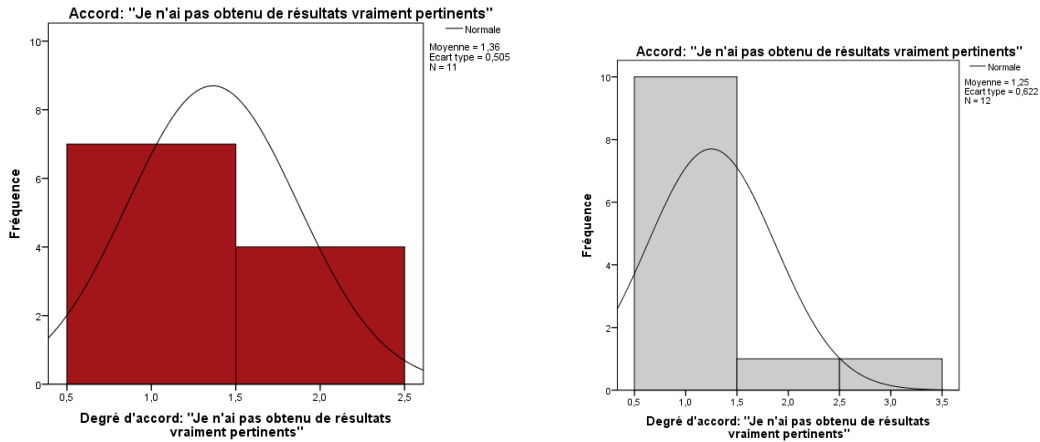 Accord: "Je n'ai pas obtenu de résultats vraiment pertinents"
Normale
Moyenne = 1,36
Ecart type = 0,505
N = 11
Fréquence
10
8
6
4
2
0
0,5 1,0 1,5 2,0 2,5
Degré d'accord: "Je n'ai pas obtenu de résultats
vraiment pertinents"
Accord: "Je n'ai pas obtenu de résultats vraiment pertinents"
Normale
Moyenne = 1,25
Ecart type = 0,622
N = 12
Fréquence
10
8
6
4
2
0
0,5 1,0 1,5 2,0 2,5 3,0 3,5
Degré d'accord: "Je n'ai pas obtenu de résultats
vraiment pertinents"